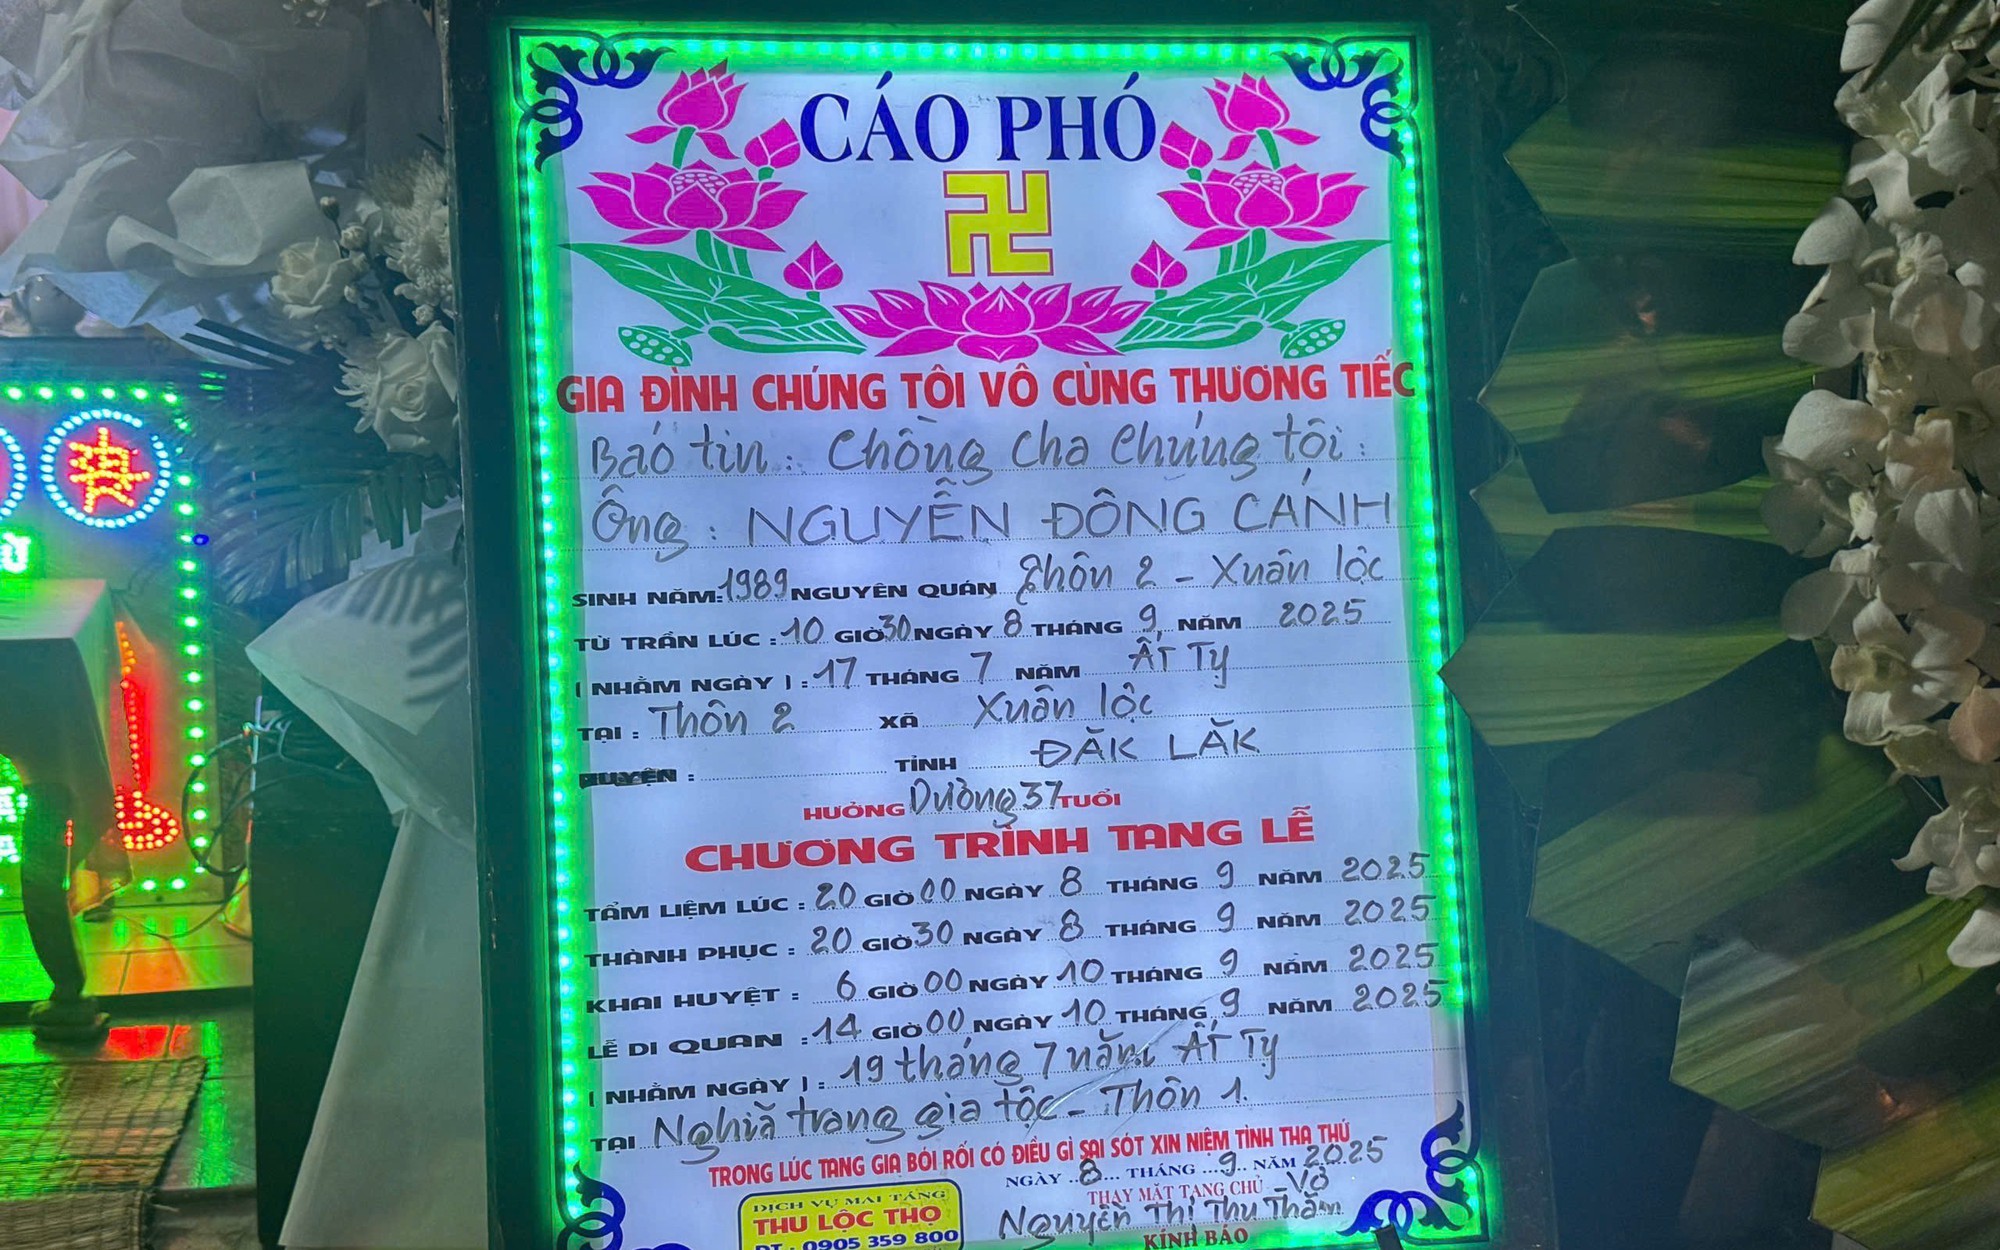 CÁO PHÓ
GIA ĐÌNH CHÚNG TÔI VÔ CÙNG THƯƠNG TIẾC
Báo tin: Chồng Cha Chúng tôi:
Ông: NGUYỄN ĐÔNG CÁNH
SINH NĂM: 1989 NGUYÊN QUÁN Thôn 2 - Xuân lộc
TỪ TRẦN LÚC: 10 GIỜ 30 NGÀY 8 THÁNG 9 NĂM 2025
( NHẰM NGÀY ): 17 THÁNG 7 NĂM ẤT TỴ
TẠI: Thôn 2 XÃ Xuân lộc
HUYỆN: TỈNH ĐĂK LĂK
HƯỞNG Dường 37 TUỔI
CHƯƠNG TRÌNH TANG LỄ
TẨM LIỆM LÚC: 20 GIỜ 00 NGÀY 8 THÁNG 9 NĂM 2025
THÀNH PHỤC: 20 GIỜ 30 NGÀY 8 THÁNG 9 NĂM 2025
KHAI HUYỆT: 6 GIỜ 00 NGÀY 10 THÁNG 9 NĂM 2025
LỄ DI QUAN: 14 GIỜ 00 NGÀY 10 THÁNG 9 NĂM 2025
( NHẰM NGÀY ): 19 tháng 7 năm ẤT Tỵ
TẠI Nghĩa trang gia tộc - Thôn 1.
TRONG LÚC TANG GIA BỐI RỐI CÓ ĐIỀU GÌ SAI SÓT XIN NIỆM TÌNH THA THỨ
NGÀY 8 THÁNG 9 NĂM 2025
THAY MẶT TANG CHỦ - Vợ
Nguyễn Thị Thu Thắm
KÍNH BÁO
DỊCH VỤ MAI TÁNG
THU LỘC THỌ
ĐT: 0905 359 800